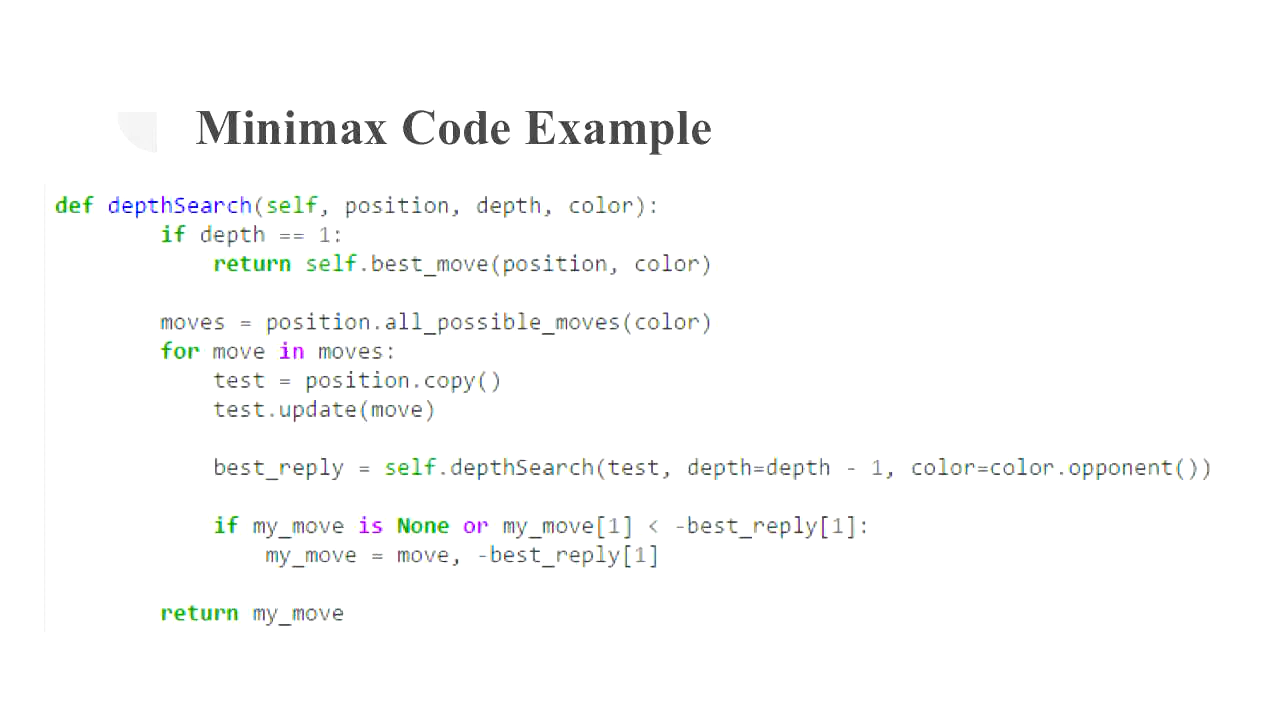 Minimax Code Example
def depthSearch(self, position, depth, color):
        if depth == 1:
            return self.best_move(position, color)
        moves = position.all_possible_moves(color)
        for move in moves:
            test = position.copy()
            test.update(move)
            best_reply = self.depthSearch(test, depth=depth - 1, color=color.opponent())
            if my_move is None or my_move[1] < -best_reply[1]:
                my_move = move, -best_reply[1]
        return my_move